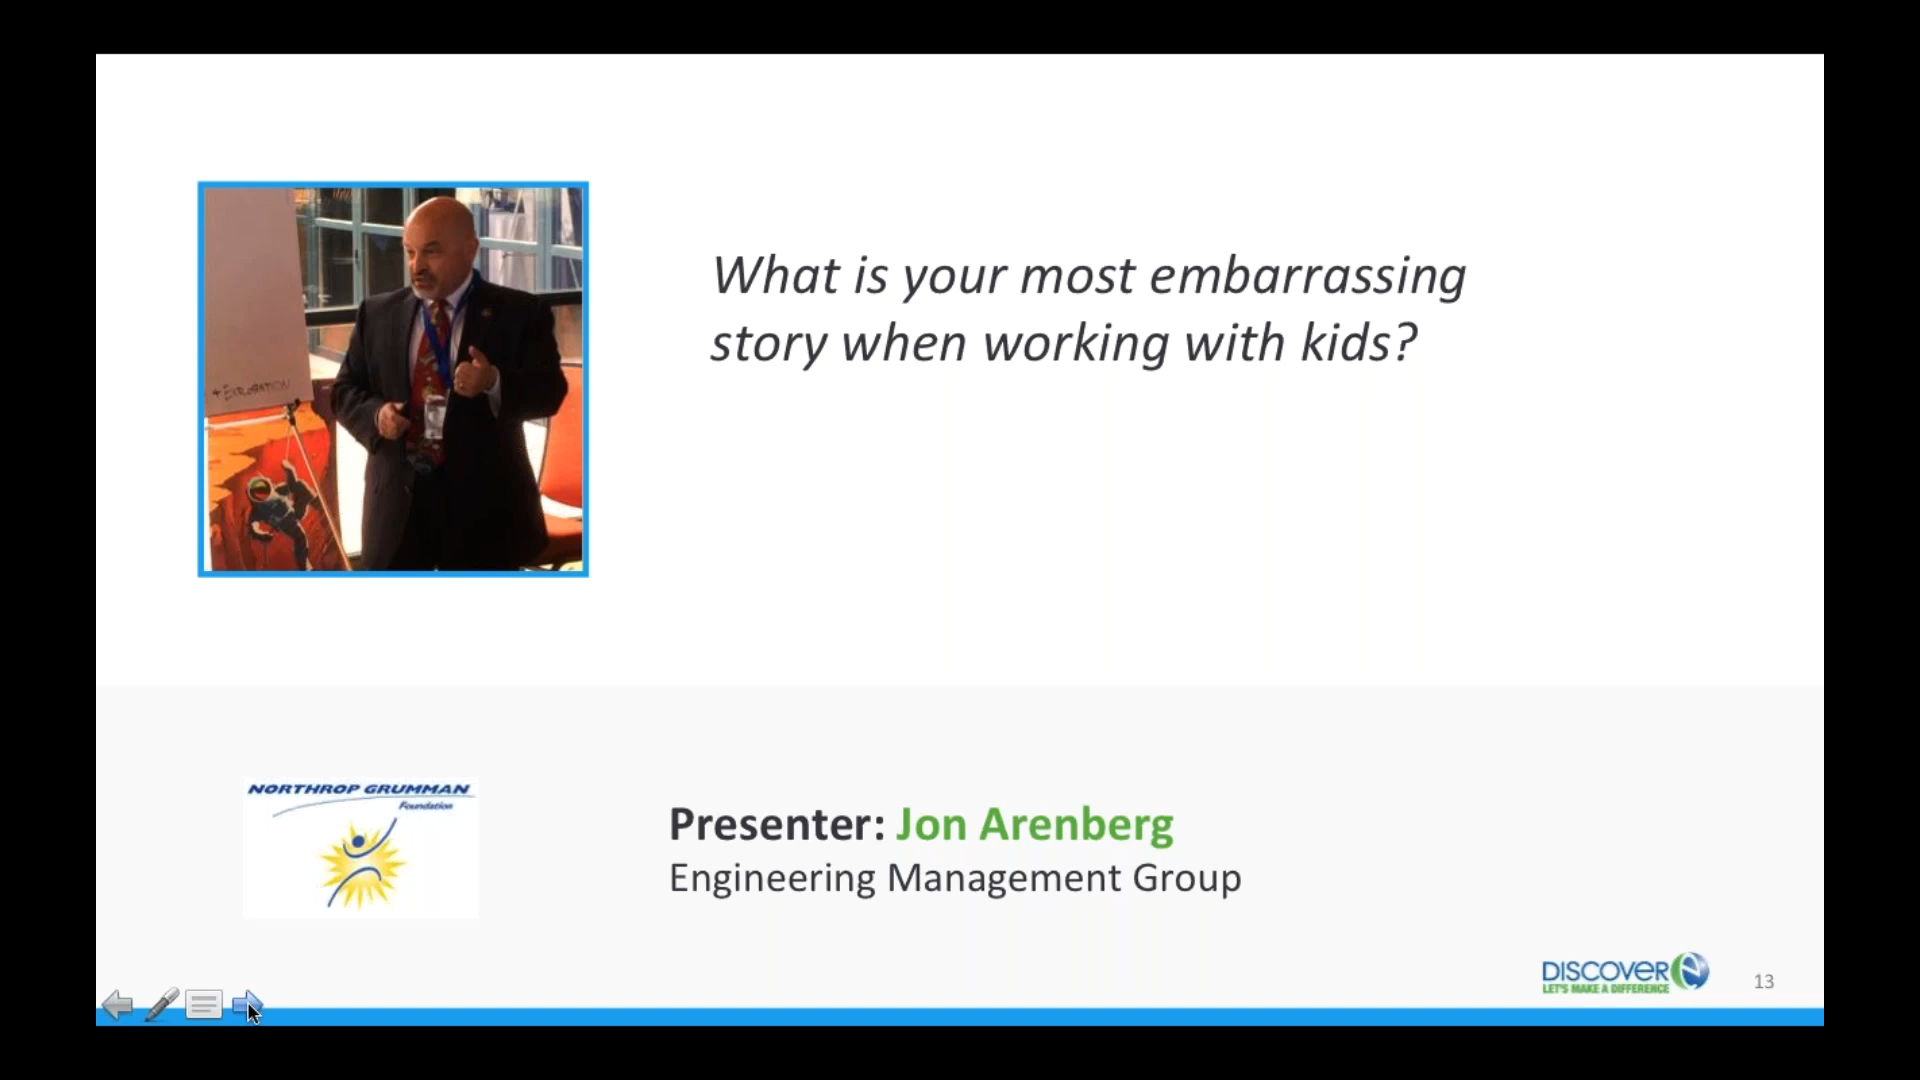 What is your most embarrassing
story when working with kids?
+ EXPLORATION
NORTHROP GRUMMAN
Foundation
Presenter: Jon Arenberg
Engineering Management Group
DISCOVER e
LET'S MAKE A DIFFERENCE
13